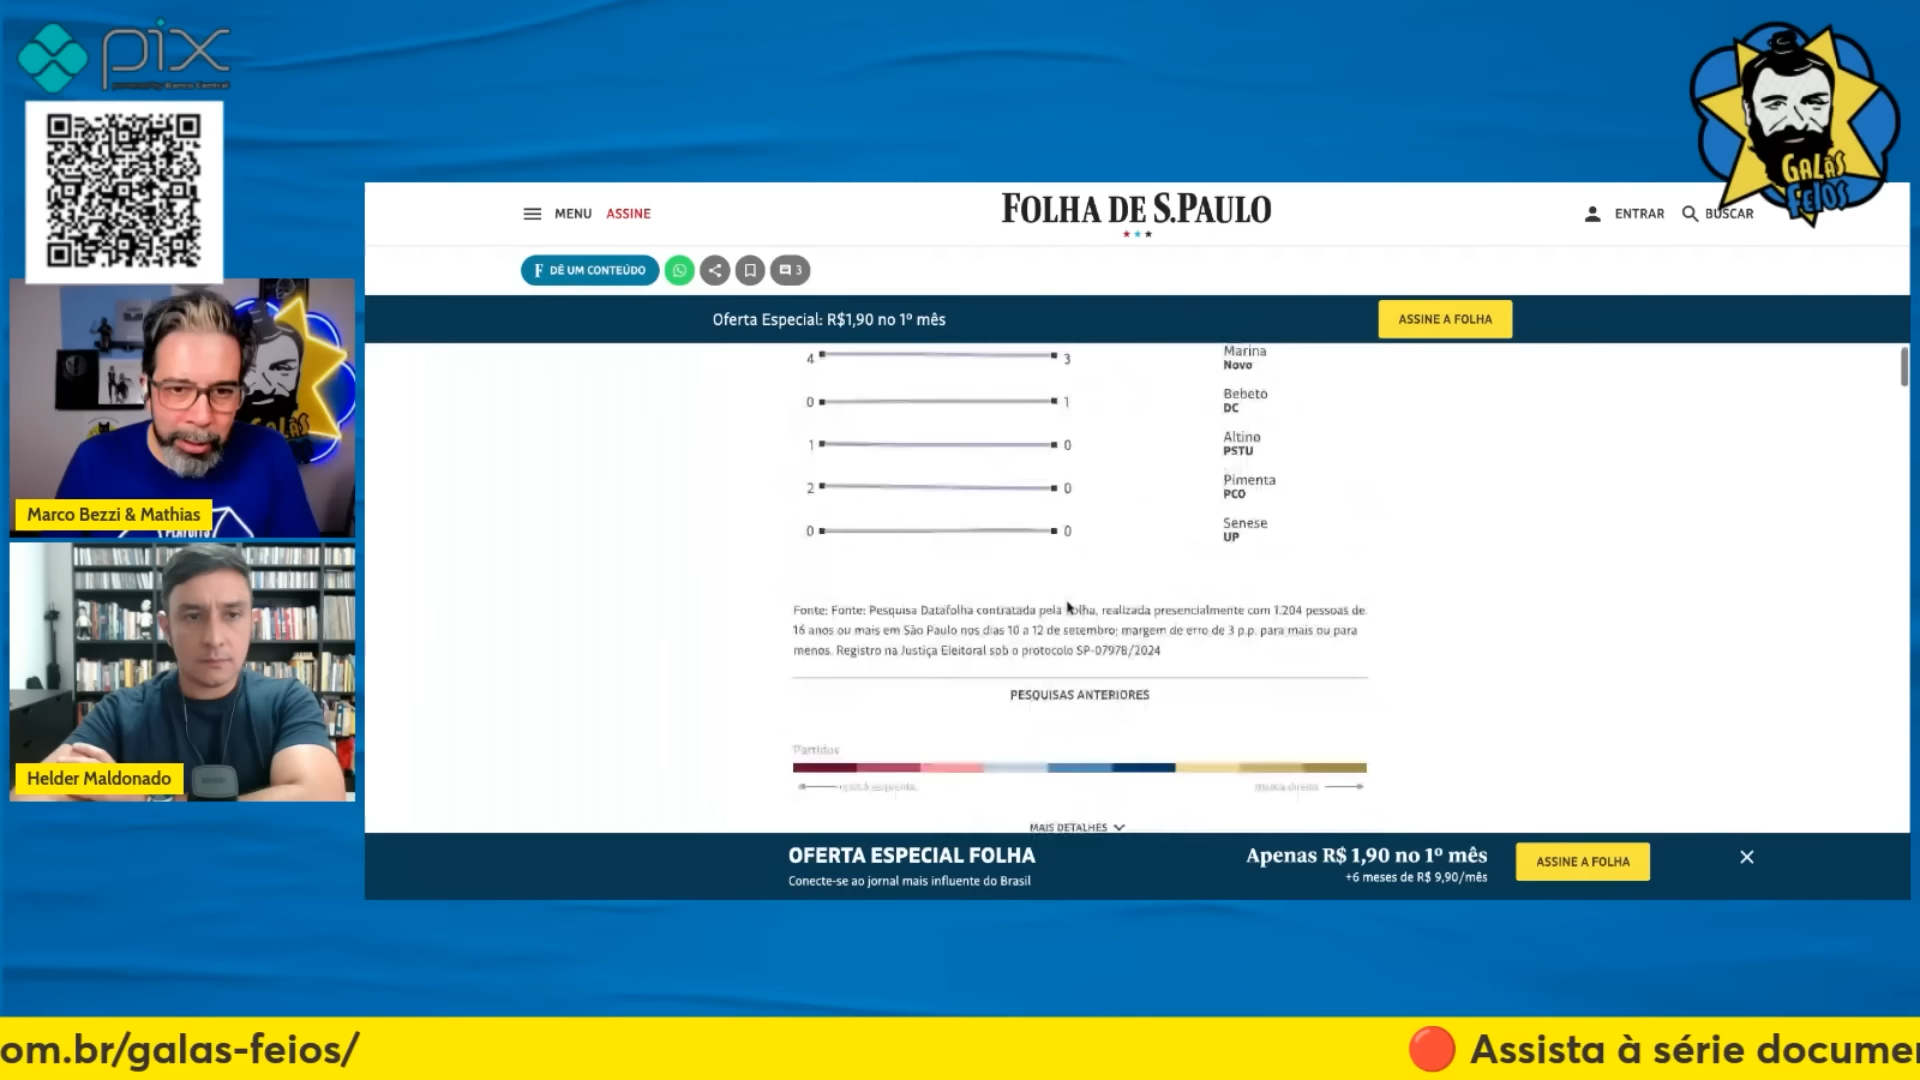 pix
powered by Banco Central
GALÃS
FEIOS
MENU ASSINE
FOLHA DE S.PAULO
ENTRAR BUSCAR
F DÊ UM CONTEÚDO
3
Oferta Especial: R$1,90 no 1º mês
ASSINE A FOLHA
4 3 Marina
Novo
0 1 Bebeto
DC
1 0 Altino
PSTU
2 0 Pimenta
PCO
0 0 Senese
UP
Fonte: Fonte: Pesquisa Datafolha contratada pela Folha, realizada presencialmente com 1.204 pessoas de
16 anos ou mais em São Paulo nos dias 10 a 12 de setembro; margem de erro de 3 p.p. para mais ou para
menos. Registro na Justiça Eleitoral sob o protocolo SP-07978/2024
PESQUISAS ANTERIORES
Partidos
MAIS DETALHES
OFERTA ESPECIAL FOLHA
Conecte-se ao jornal mais influente do Brasil
Apenas R$ 1,90 no 1º mês
+6 meses de R$ 9,90/mês
ASSINE A FOLHA
Marco Bezzi & Mathias
Helder Maldonado
om.br/galas-feios/
Assista à série documen